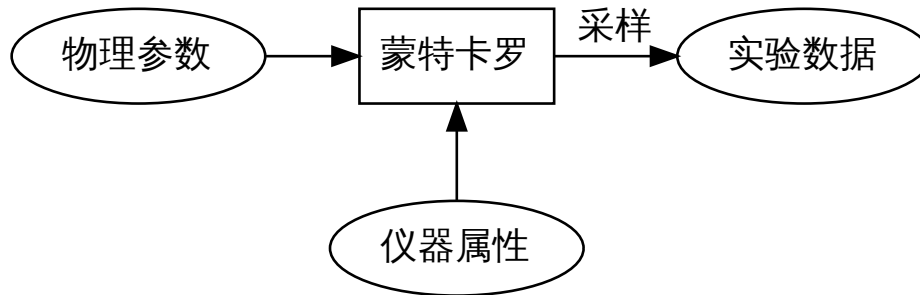 采样
物理参数
蒙特卡罗
实验数据
仪器属性